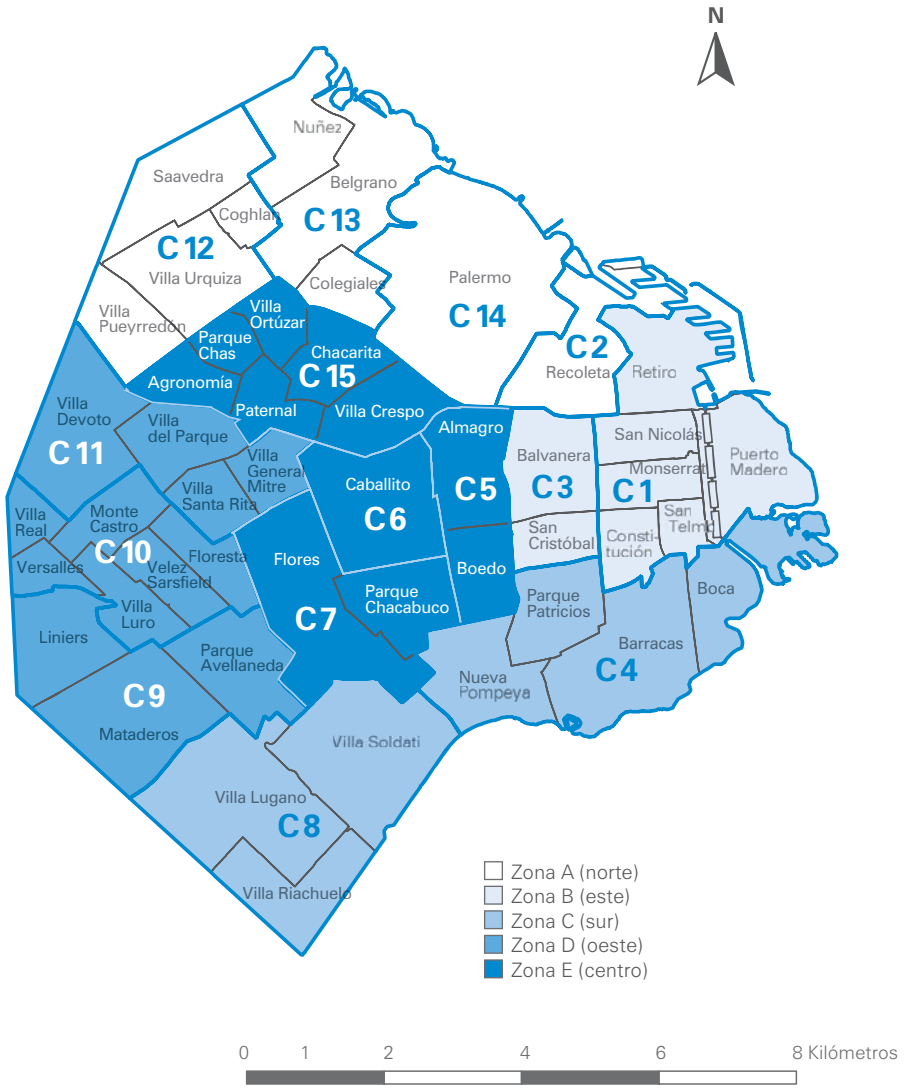 N
Nuñez
Saavedra
Belgrano
Coghlan
C 13
C 12
Villa Urquiza
Colegiales
Palermo
C 14
Villa
Pueyrredón
Villa
Ortúzar
Parque
Chas
Chacarita
C 15
Agronomía
Paternal
Villa Crespo
C 2
Recoleta
Retiro
Villa
Devoto
C 11
Villa
del Parque
Almagro
San Nicolás
Balvanera
Monserrat
Puerto
Madero
Villa
General
Mitre
Villa
Santa Rita
Caballito
C 6
C 5
C 3
C 1
San
Telmo
Villa
Real
Monte
Castro
C 10
San
Cristóbal
Consti-
tución
Versalles
Velez
Sarsfield
Floresta
Flores
Boedo
Parque
Chacabuco
Parque
Patricios
Boca
Villa
Luro
C 7
Liniers
Parque
Avellaneda
Barracas
C 4
Nueva
Pompeya
C 9
Mataderos
Villa Soldati
Villa Lugano
C 8
Villa Riachuelo
Zona A (norte)
Zona B (este)
Zona C (sur)
Zona D (oeste)
Zona E (centro)
0 1 2 4 6 8 Kilómetros